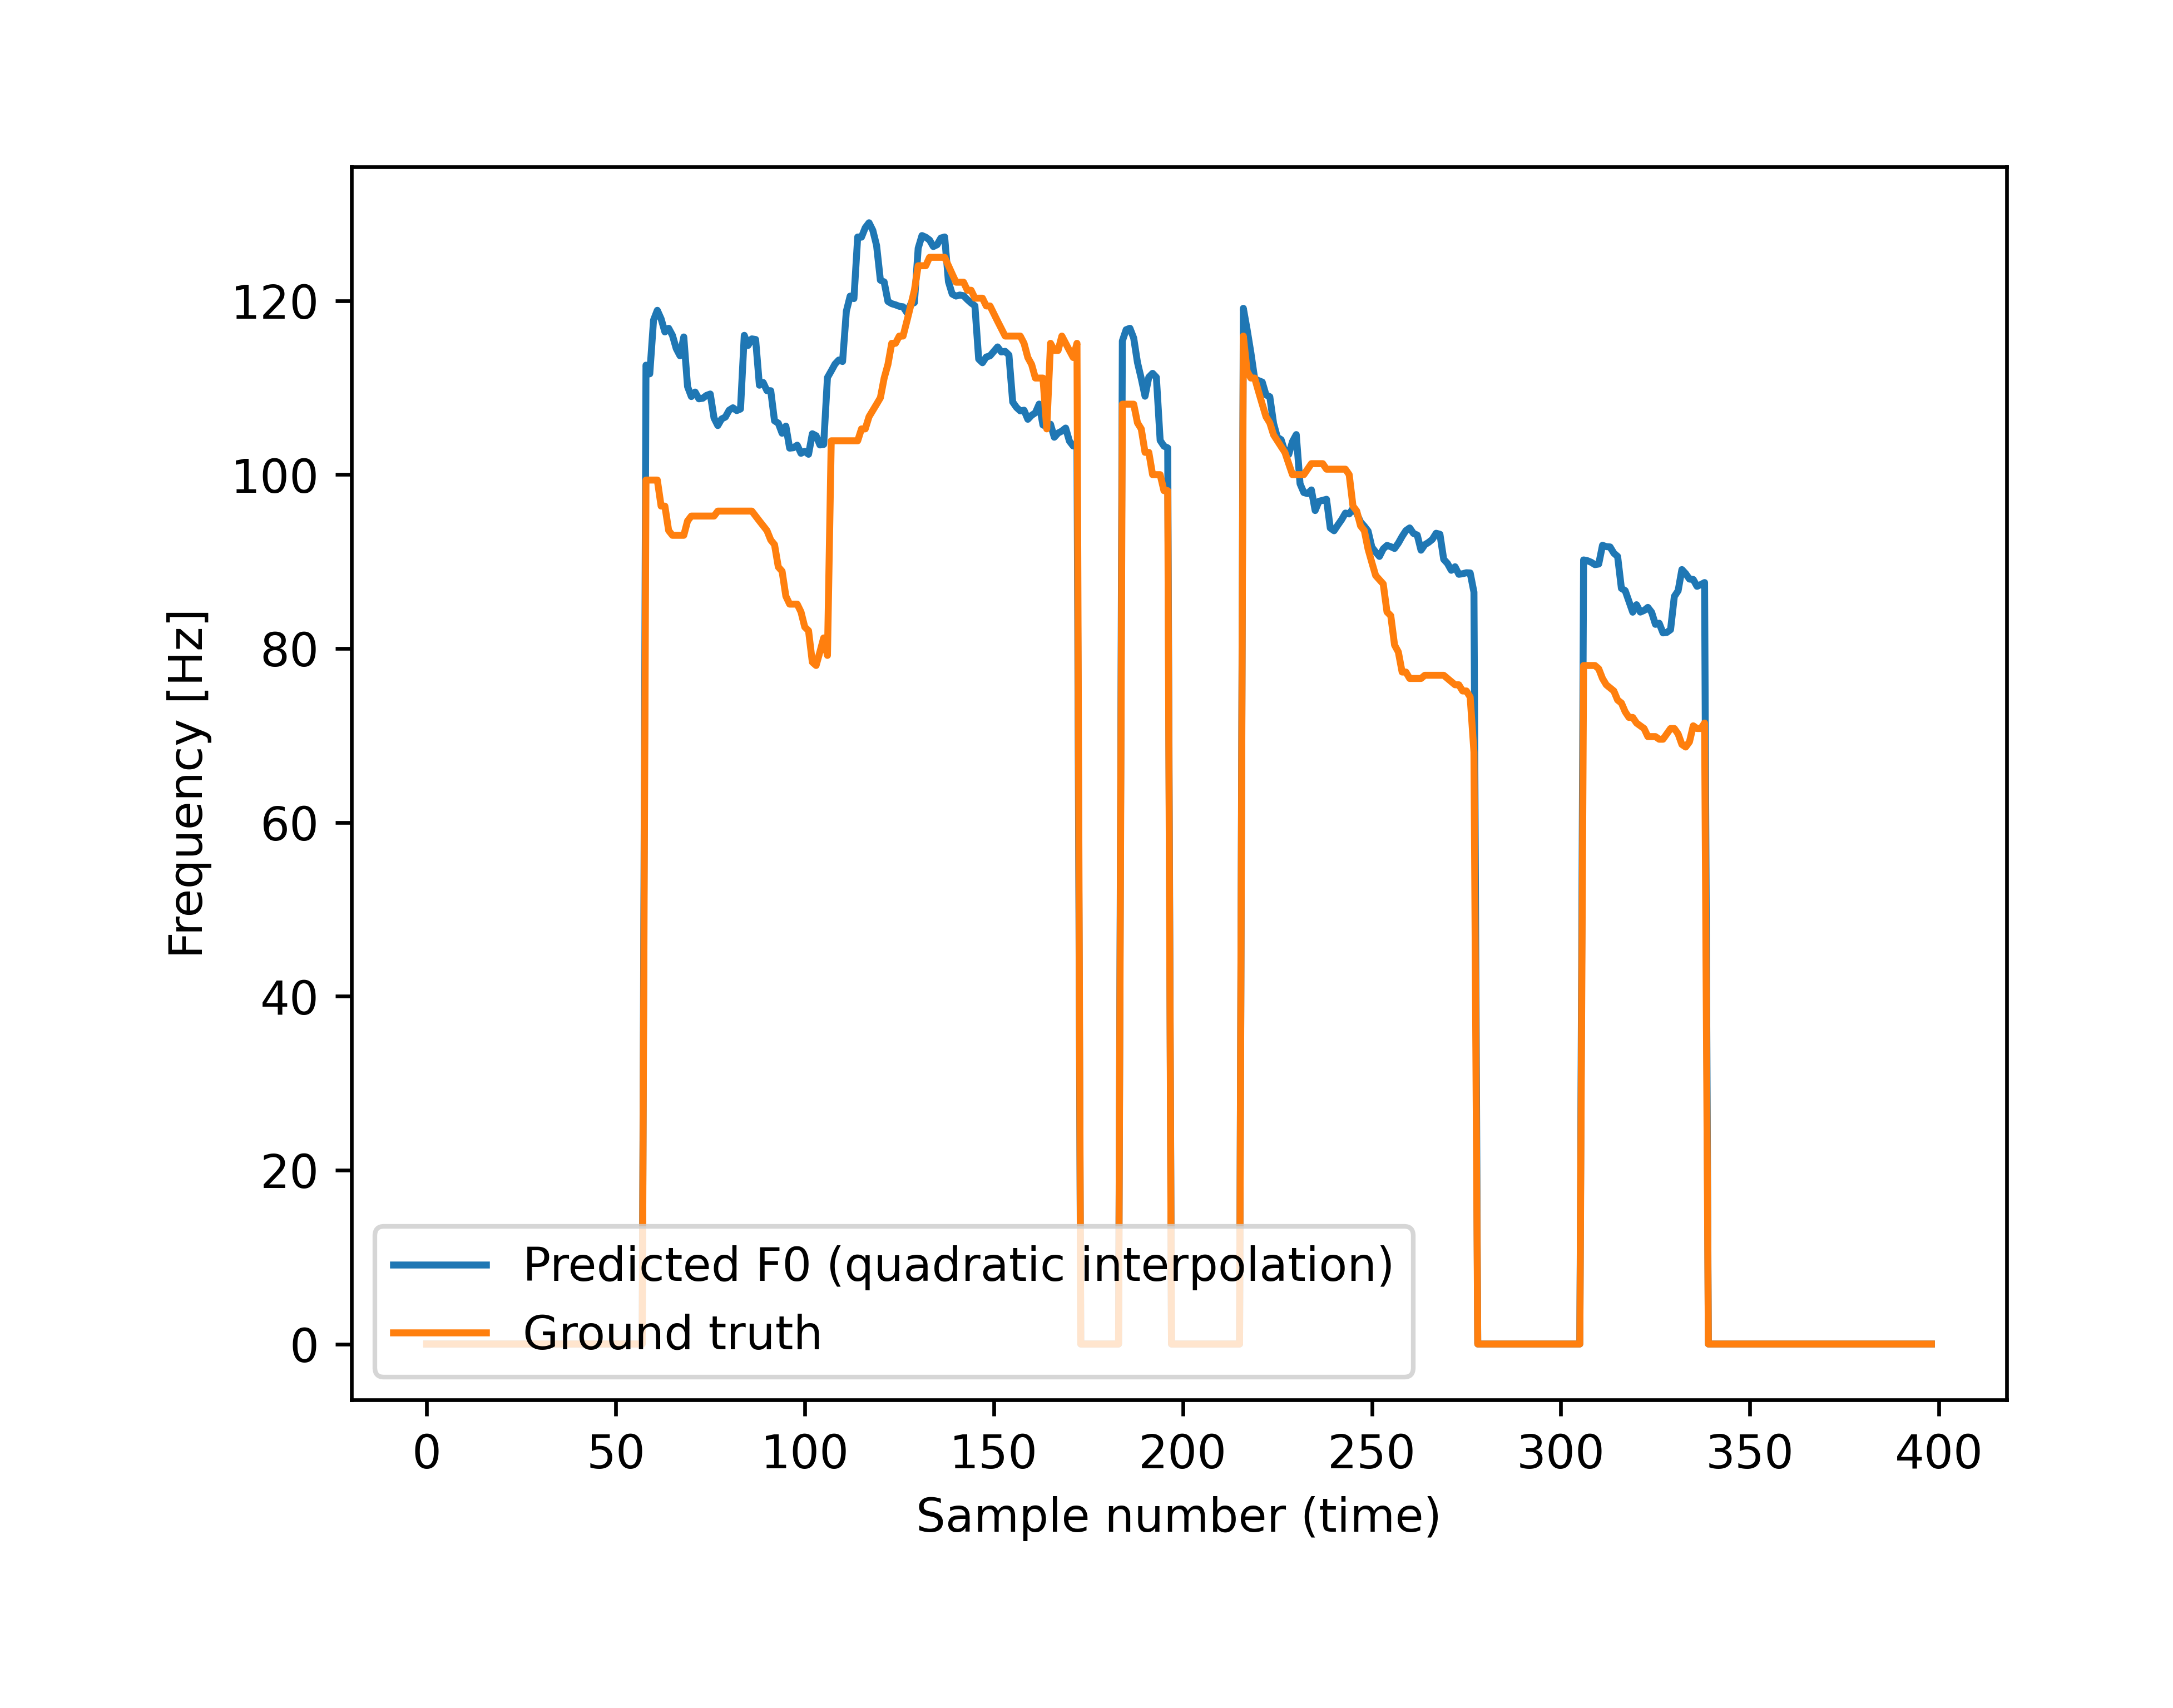 120
100
80
60
40
20
0
Frequency [Hz]
Predicted F0 (quadratic interpolation)
Ground truth
0 50 100 150 200 250 300 350 400
Sample number (time)